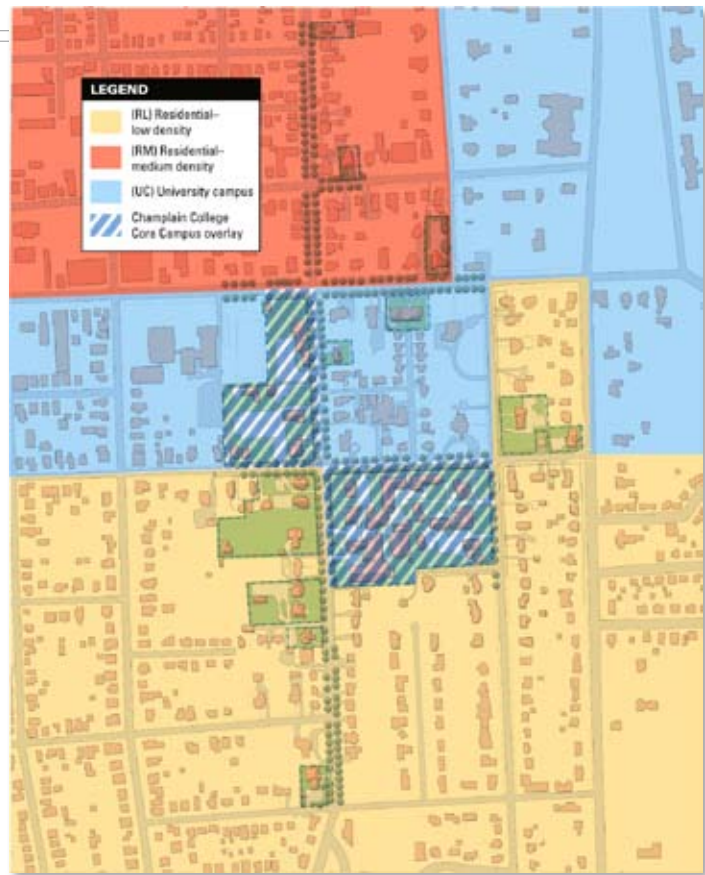 LEGEND
(RL) Residential–
low density
(RM) Residential–
medium density
(UC) University campus
Champlain College
Core Campus overlay